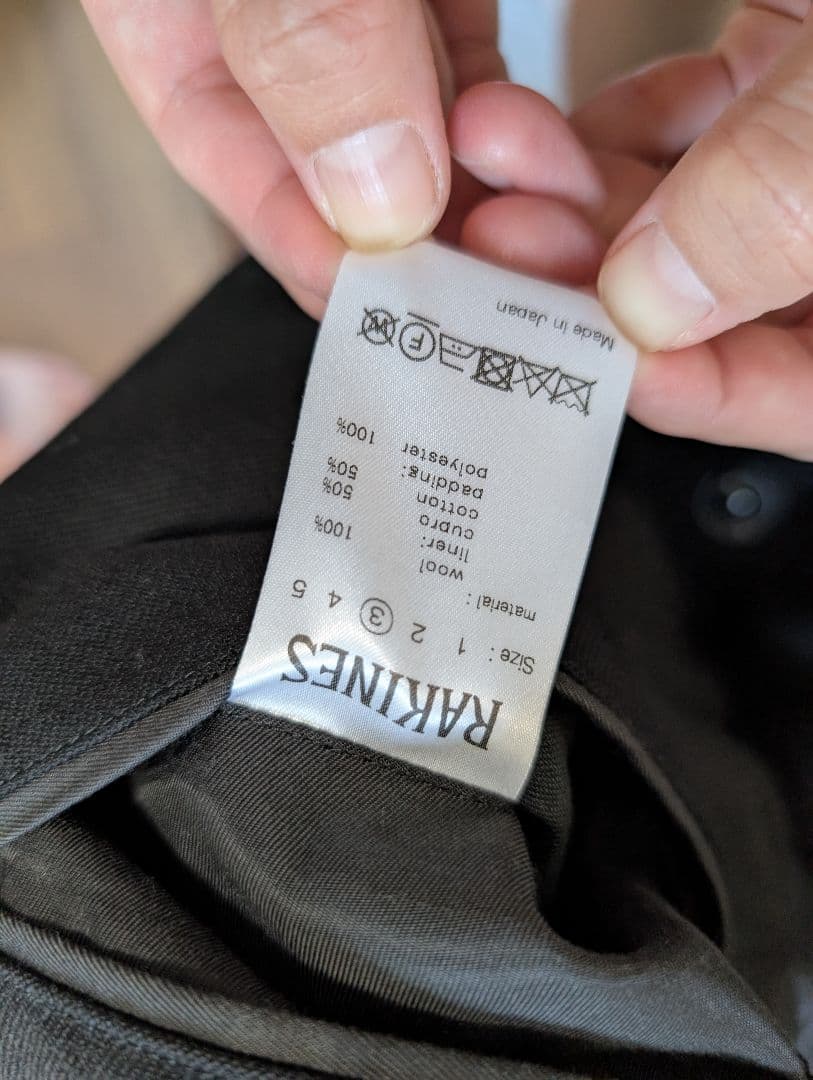 RAKINES
Size : 1 2 3 4 5
material :
wool 100%
liner:
cupro 50%
cotton 50%
padding:
polyester 100%
F W
Made in Japan